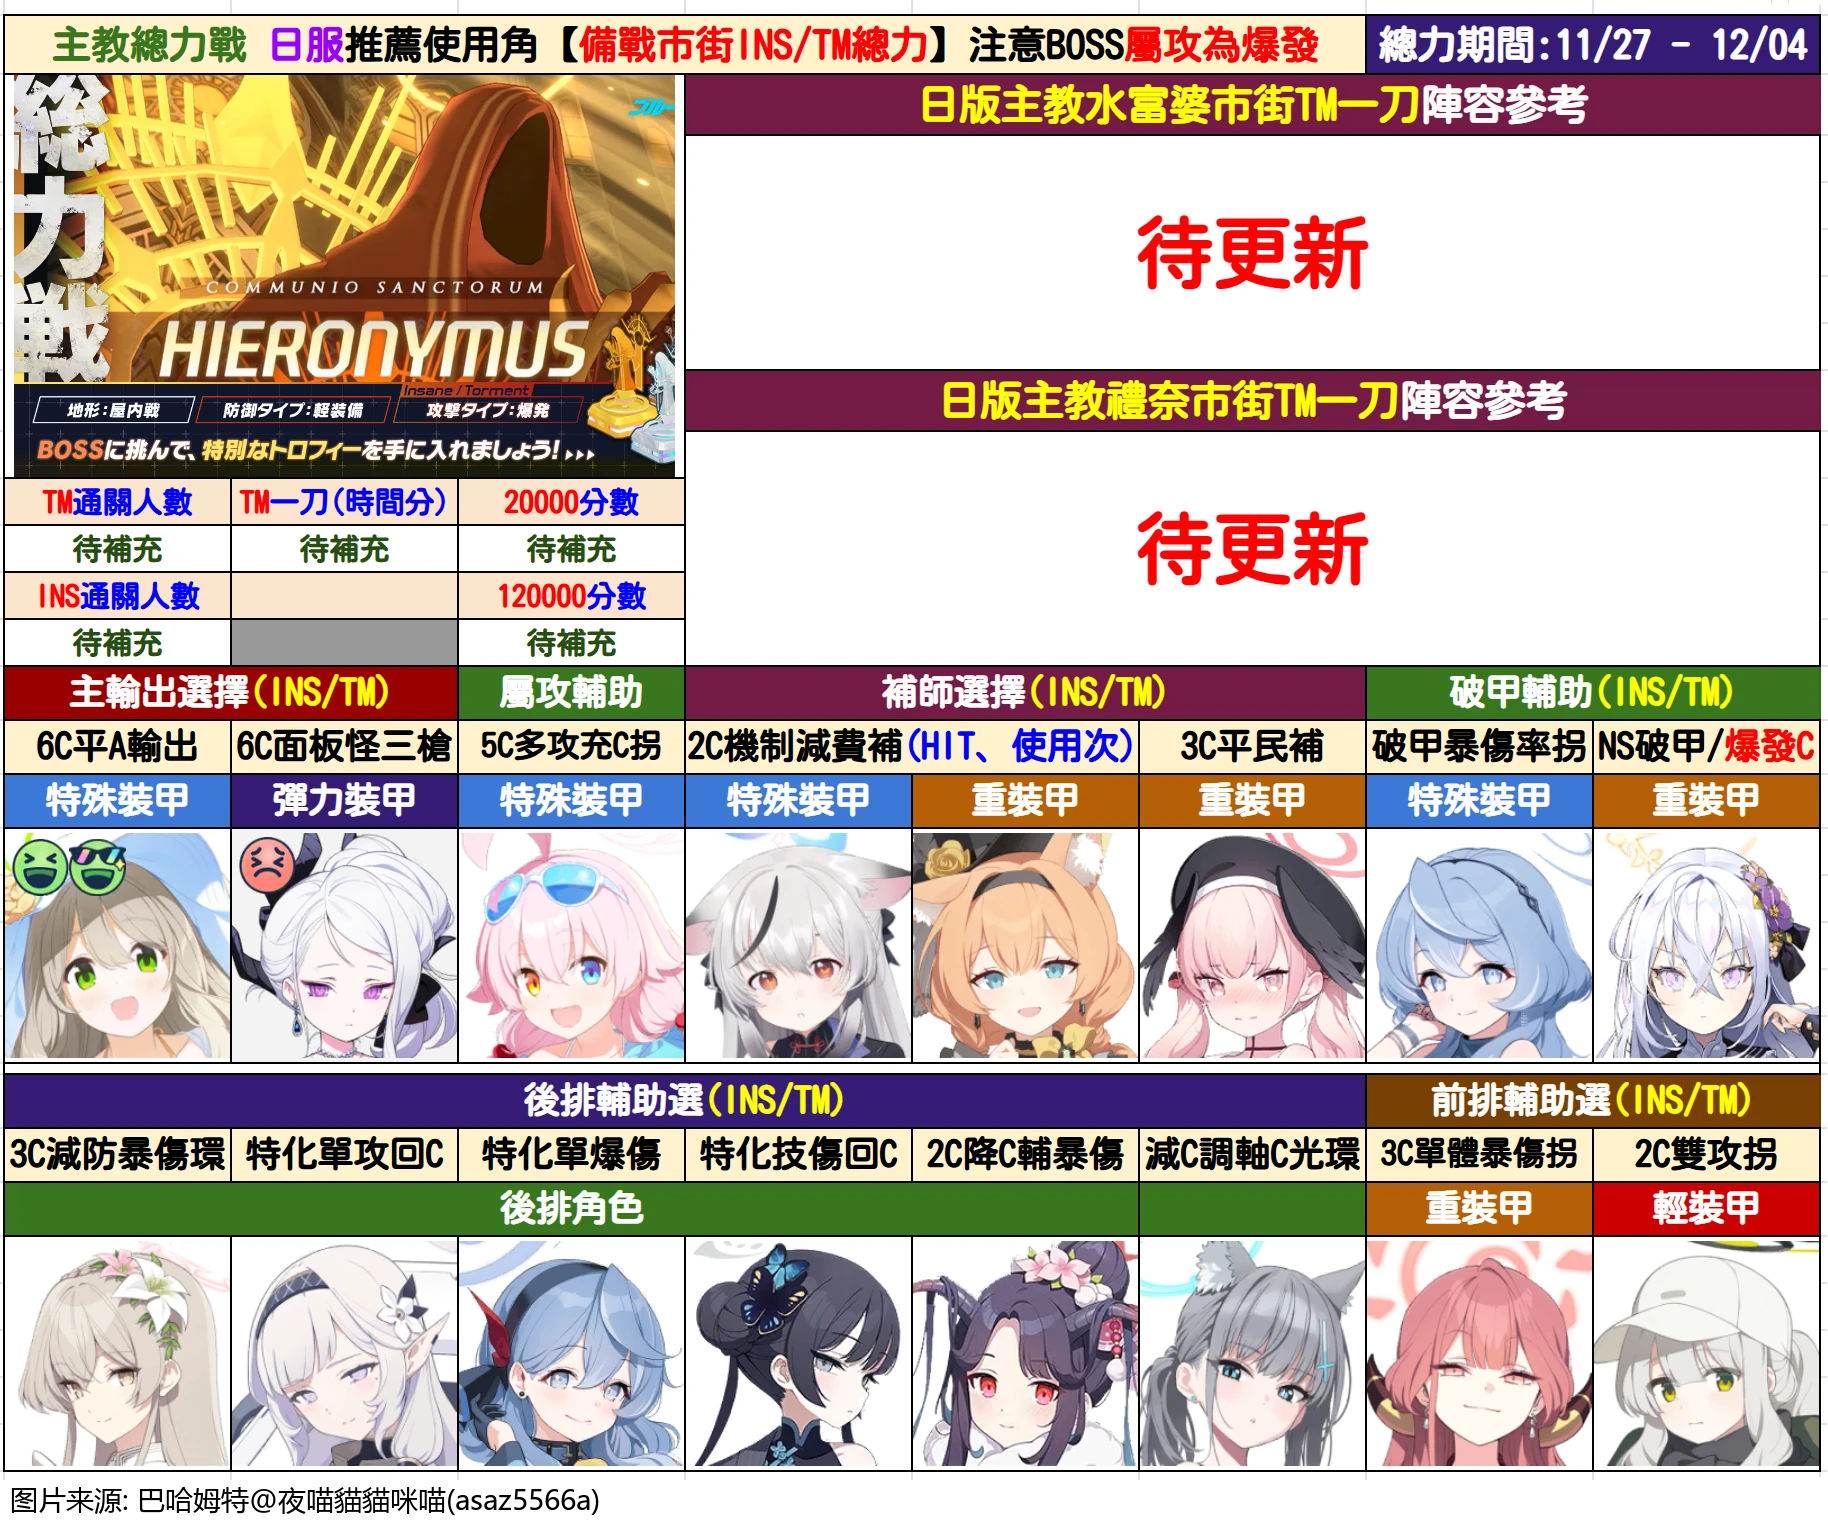 主教總力戰 日服推薦使用角【備戰市街INS/TM總力】注意BOSS屬攻為爆發
總力期間:11/27 - 12/04
総力戦
ブルー
COMMUNIO SANCTORUM
HIERONYMUS
Insane / Torment
地形:屋内戦
防御タイプ:軽装備
攻撃タイプ:爆発
BOSSに挑んで、特別なトロフィーを手に入れましょう!
日版主教水富婆市街TM一刀陣容參考
待更新
日版主教禮奈市街TM一刀陣容參考
待更新
TM通關人數 TM一刀(時間分) 20000分數
待補充 待補充 待補充
INS通關人數 120000分數
待補充 待補充
主輸出選擇(INS/TM) 屬攻輔助 補師選擇(INS/TM) 破甲輔助(INS/TM)
6C平A輸出 6C面板怪三槍 5C多攻充C拐 2C機制減費補(HIT、使用次) 3C平民補 破甲暴傷率拐 NS破甲/爆發C
特殊裝甲 彈力裝甲 特殊裝甲 特殊裝甲 重裝甲 重裝甲 特殊裝甲 重裝甲
後排輔助選(INS/TM) 前排輔助選(INS/TM)
3C減防暴傷環 特化單攻回C 特化單爆傷 特化技傷回C 2C降C輔暴傷 減C調軸C光環 3C單體暴傷拐 2C雙攻拐
後排角色 重裝甲 輕裝甲
图片来源: 巴哈姆特@夜喵貓貓咪喵(asaz5566a)